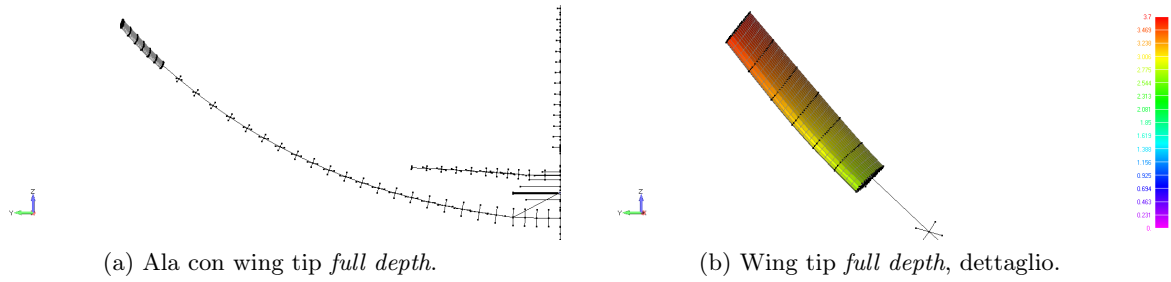 3.7
3.469
3.238
3.006
2.775
2.544
2.313
2.081
1.85
1.619
1.388
1.156
0.925
0.694
0.463
0.231
0.
Z
Y
Z
Y X
(a) Ala con wing tip full depth.
(b) Wing tip full depth, dettaglio.